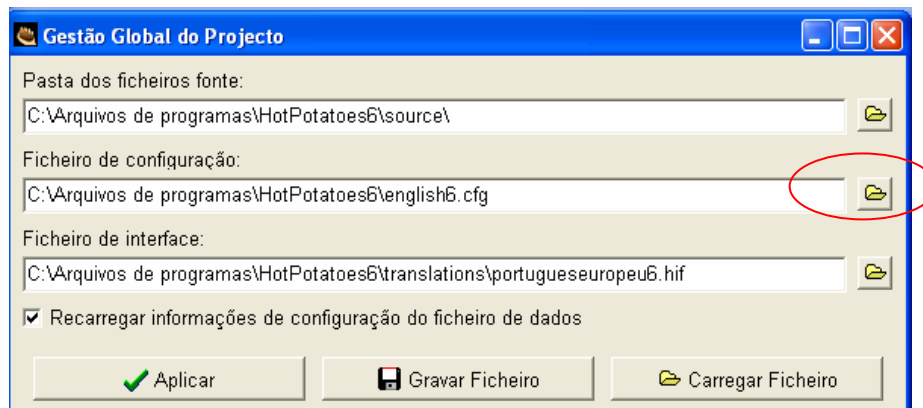 Gestão Global do Projecto
Pasta dos ficheiros fonte:
C:\Arquivos de programas\HotPotatoes6\source\
Ficheiro de configuração:
C:\Arquivos de programas\HotPotatoes6\english6.cfg
Ficheiro de interface:
C:\Arquivos de programas\HotPotatoes6\translations\portugueseuropeu6.hif
Recarregar informações de configuração do ficheiro de dados
Aplicar Gravar Ficheiro Carregar Ficheiro